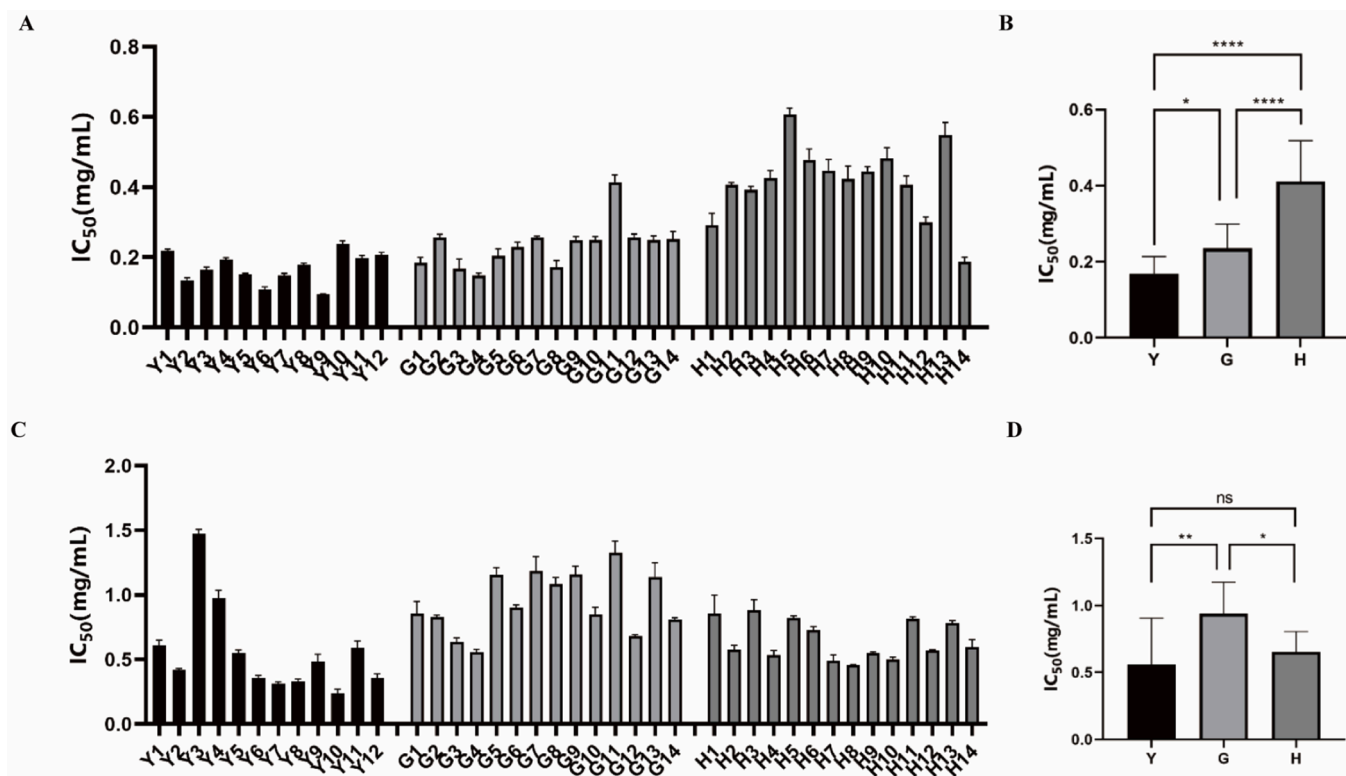 A
IC50(mg/mL)
0.8
0.6
0.4
0.2
0.0
Y1 Y2 Y3 Y4 Y5 Y6 Y7 Y8 Y9 Y10 Y11 Y12 G1 G2 G3 G4 G5 G6 G7 G8 G9 G10 G11 G12 G13 G14 H1 H2 H3 H4 H5 H6 H7 H8 H9 H10 H11 H12 H13 H14
B
****
* ****
IC50(mg/mL)
0.6
0.4
0.2
0.0
Y G H
C
IC50(mg/mL)
2.0
1.5
1.0
0.5
0.0
Y1 Y2 Y3 Y4 Y5 Y6 Y7 Y8 Y9 Y10 Y11 Y12 G1 G2 G3 G4 G5 G6 G7 G8 G9 G10 G11 G12 G13 G14 H1 H2 H3 H4 H5 H6 H7 H8 H9 H10 H11 H12 H13 H14
D
ns
** *
IC50(mg/mL)
1.5
1.0
0.5
0.0
Y G H